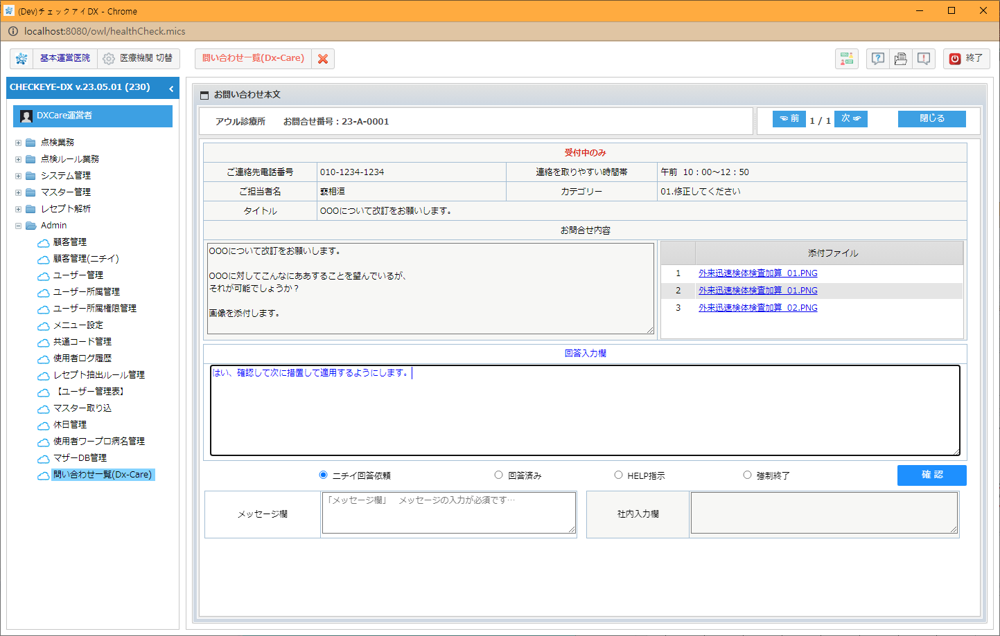 (Dev)チェックアイDX - Chrome
localhost:8080/owl/healthCheck.mics
基本運営医院
医療機関 切替
問い合わせ一覧(Dx-Care)
終了
CHECKEYE-DX v.23.05.01 (230)
DXCare運営者
点検業務
点検ルール業務
システム管理
マスター管理
レセプト解析
Admin
顧客管理
顧客管理(ニチイ)
ユーザー管理
ユーザー所属管理
ユーザー所属権限管理
メニュー設定
共通コード管理
使用者ログ履歴
レセプト抽出ルール管理
【ユーザー管理表】
マスター取り込
休日管理
使用者ワープロ病名管理
マザーDB管理
問い合わせ一覧(Dx-Care)
お問い合わせ本文
アウル診療所 お問合せ番号 : 23-A-0001
前 1 / 1 次
閉じる
受付中のみ
ご連絡先電話番号 010-1234-1234 連絡を取りやすい時間帯 午前 10：00～12：50
ご担当者名 裵相洹 カテゴリー 01.修正してください
タイトル OOOについて改訂をお願いします。
お問合せ内容
OOOについて改訂をお願いします。
OOOに対してこんなにああすることを望んでいるが、
それが可能でしょうか？
画像を添付します。
添付ファイル
1 外来迅速検体検査加算_01.PNG
2 外来迅速検体検査加算_01.PNG
3 外来迅速検体検査加算_02.PNG
回答入力欄
はい、確認して次に措置して適用するようにします。
ニチイ回答依頼 回答済み HELP指示 強制終了
確 認
メッセージ欄
「メッセージ欄」 メッセージの入力が必須です…
社内入力欄